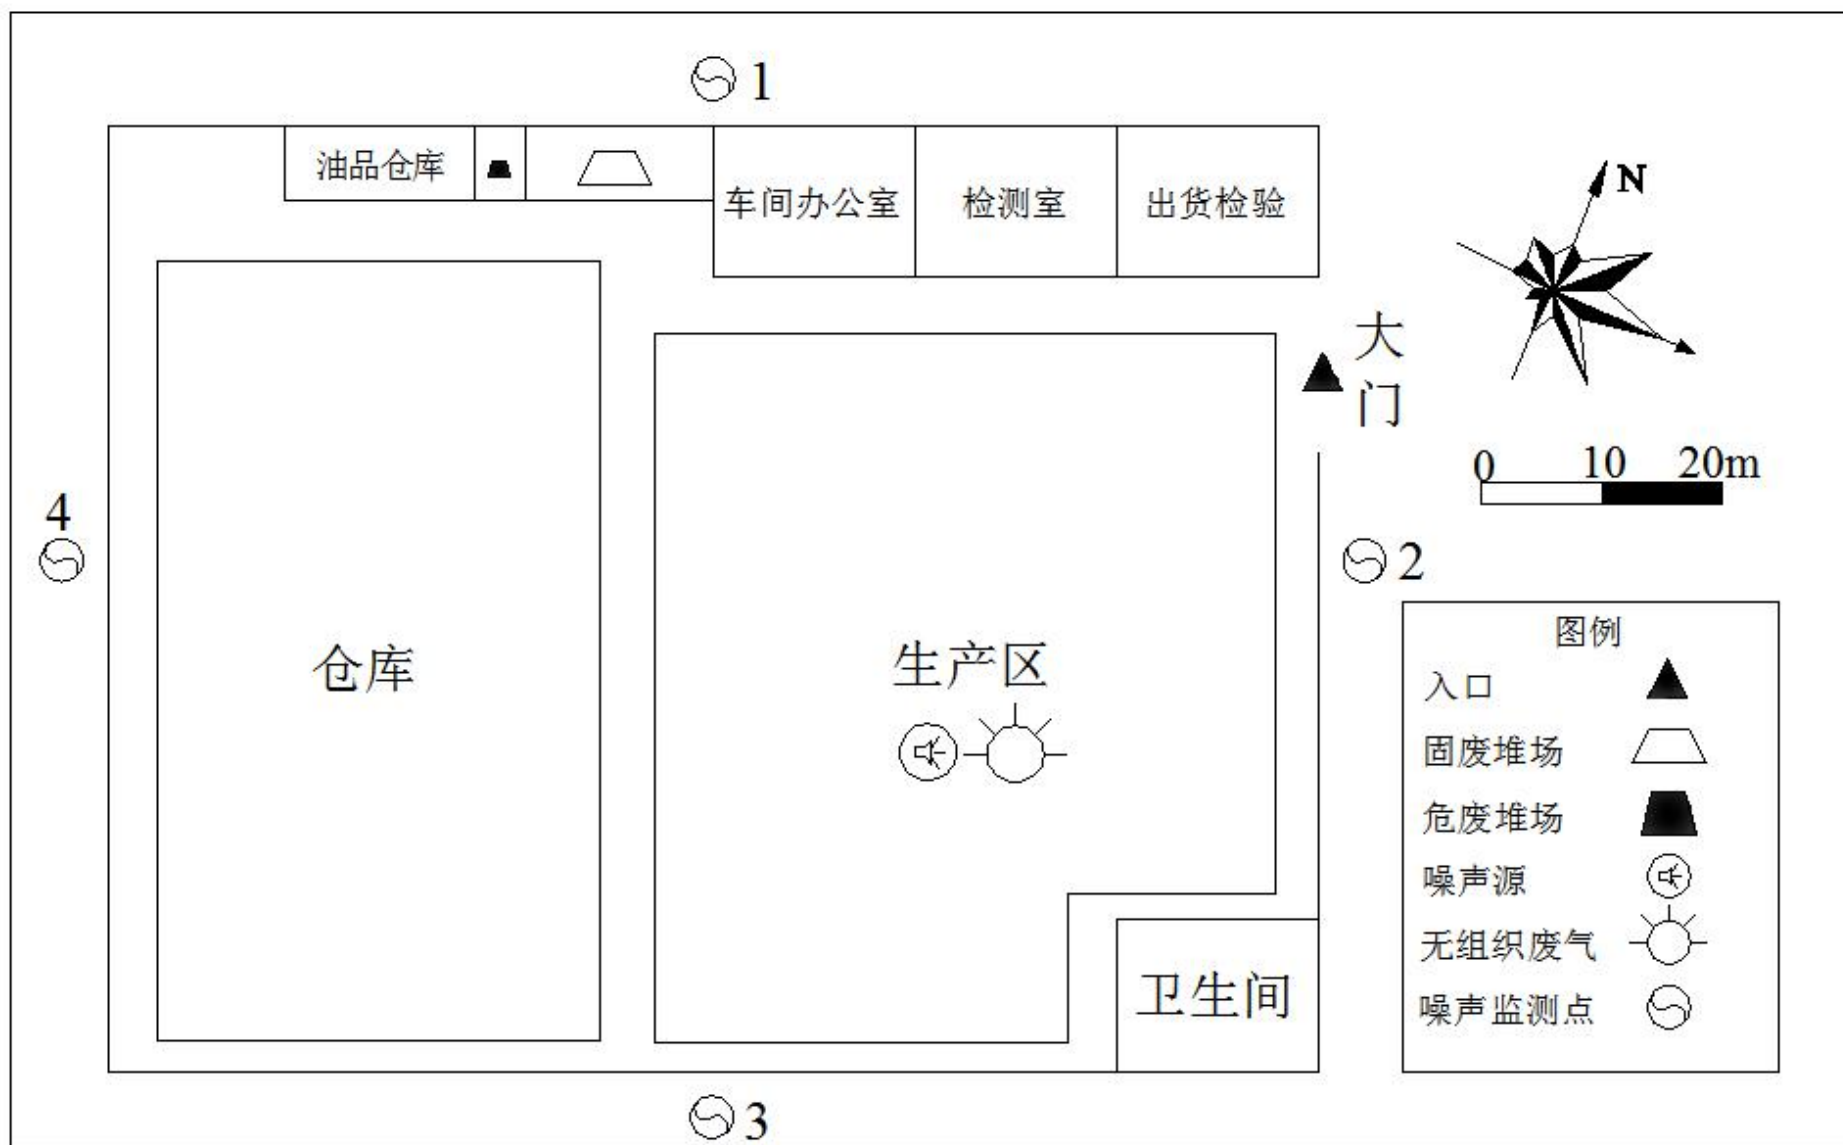 1
油品仓库
车间办公室
检测室
出货检验
N
大
门
0 10 20m
4
2
仓库
生产区
卫生间
3
图例
入口
固废堆场
危废堆场
噪声源
无组织废气
噪声监测点